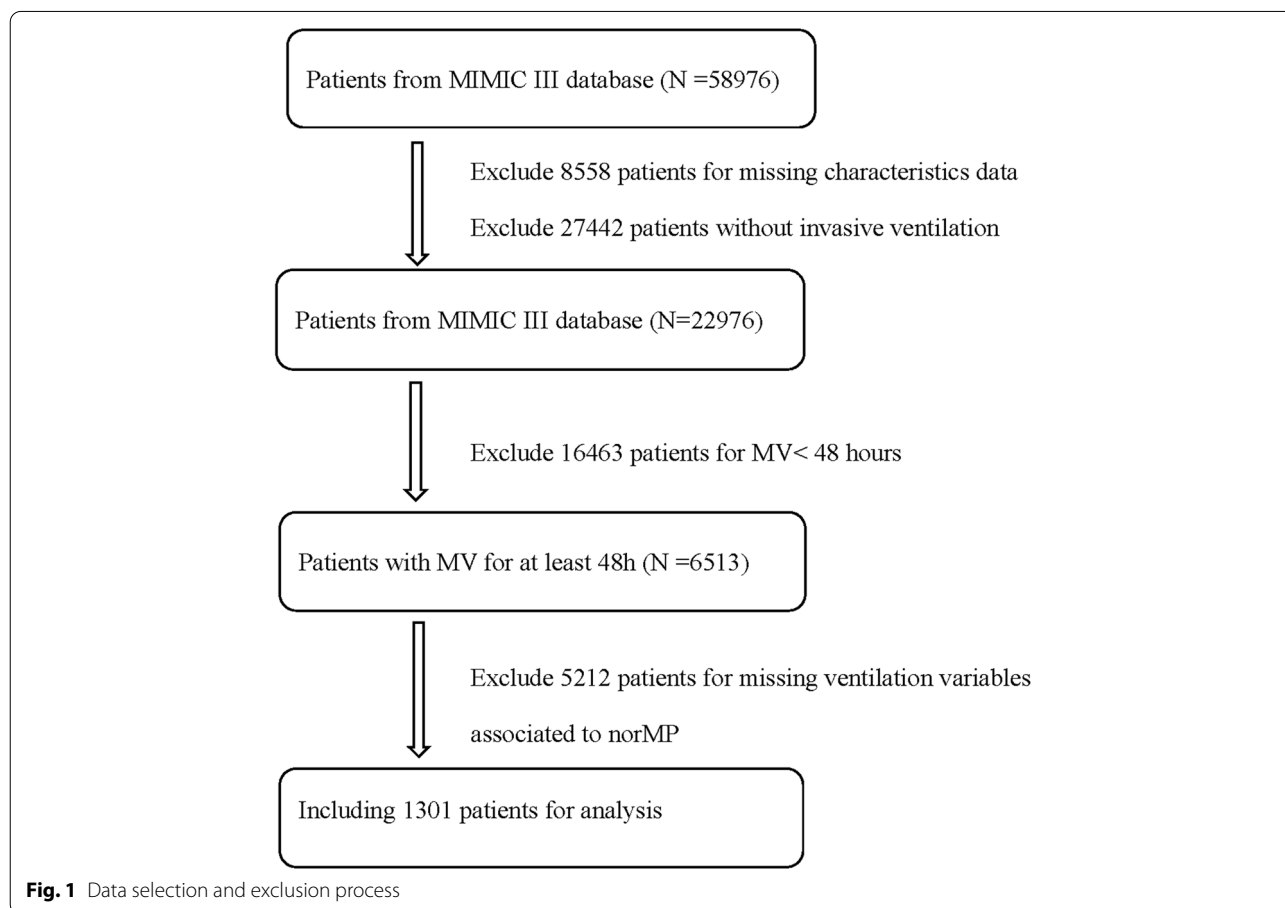 Patients from MIMIC III database (N =58976)
Exclude 8558 patients for missing characteristics data
Exclude 27442 patients without invasive ventilation
Patients from MIMIC III database (N=22976)
Exclude 16463 patients for MV< 48 hours
Patients with MV for at least 48h (N =6513)
Exclude 5212 patients for missing ventilation variables
associated to norMP
Including 1301 patients for analysis
Fig. 1 Data selection and exclusion process